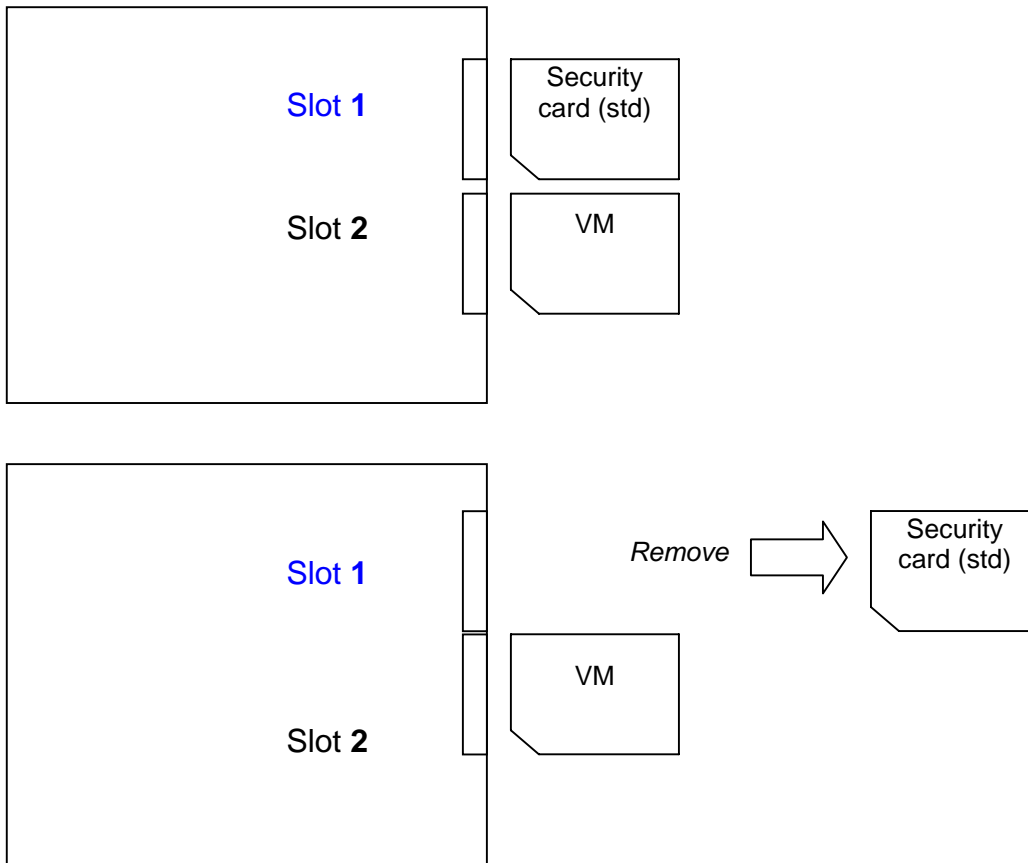 Security
card (std)
Slot 1
Slot 2
VM
Remove
Security
card (std)
Slot 1
VM
Slot 2